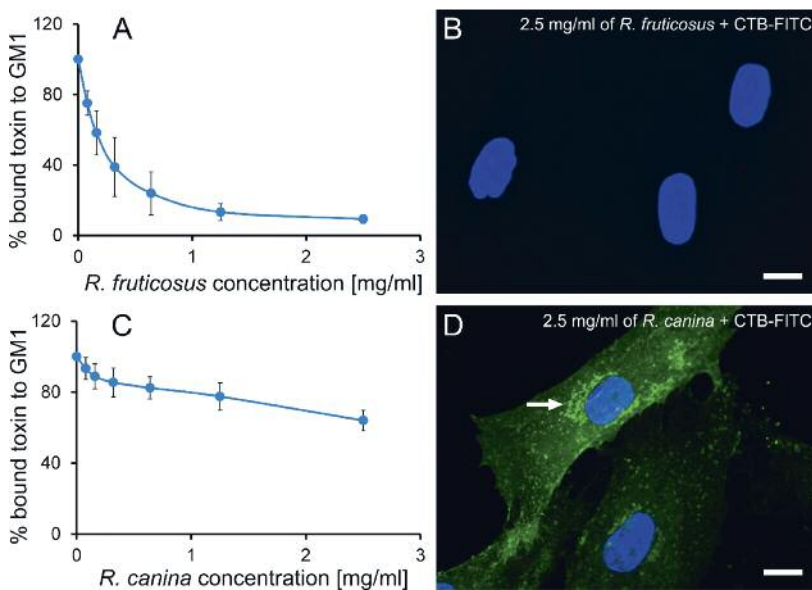 A
% bound toxin to GM1
120
80
40
0
0
1
2
3
R. fruticosus concentration [mg/ml]
B
2.5 mg/ml of R. fruticosus + CTB-FITC
C
% bound toxin to GM1
120
80
40
0
0
1
2
3
R. canina concentration [mg/ml]
D
2.5 mg/ml of R. canina + CTB-FITC